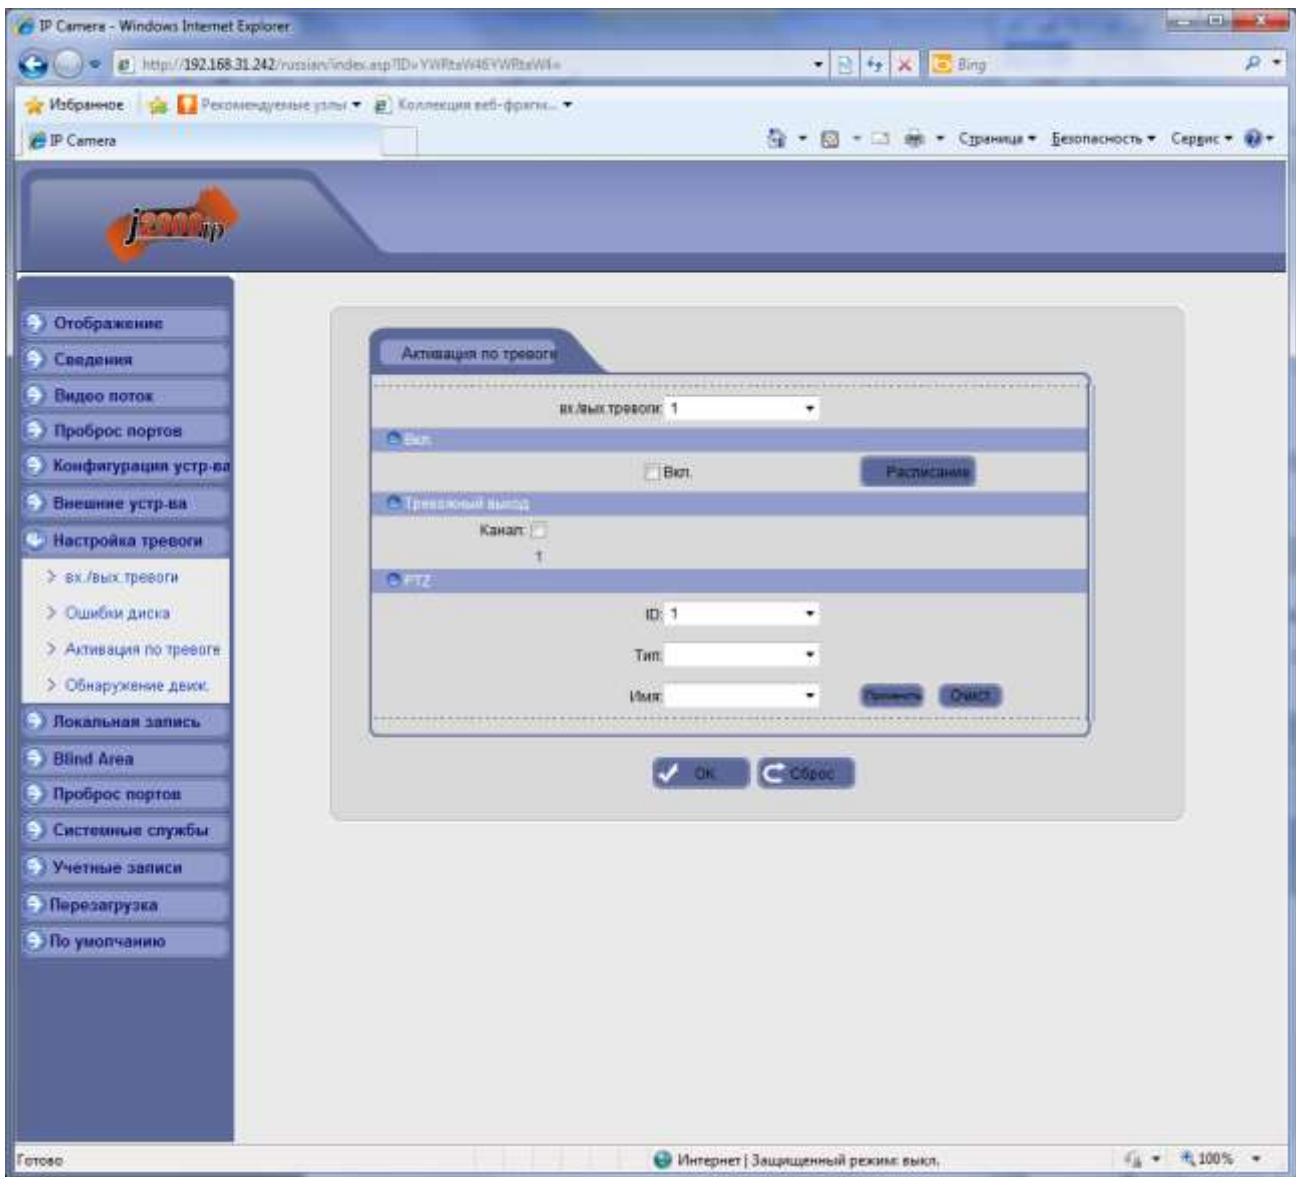 IP Camera - Windows Internet Explorer
http://192.168.31.242/russian/index.asp?ID=
Bing
Избранное Рекомендуемые узлы Коллекция веб-фрагм...
IP Camera
Страница Безопасность Сервис
j2000ip
Отображение
Сведения
Видео поток
Проброс портов
Конфигурация устр-ва
Внешние устр-ва
Настройка тревоги
вх./вых.тревоги
Ошибки диска
Активация по тревоге
Обнаружение движ.
Локальная запись
Blind Area
Проброс портов
Системные службы
Учетные записи
Перезагрузка
По умолчанию
Активация по тревоге
вх./вых.тревоги: 1
Вкл.
Вкл. Расписание
Тревожный выход
Канал:
1
PTZ
ID: 1
Тип:
Имя: Применить Очист.
OK Сброс
Готово
Интернет | Защищенный режим: выкл.
100%